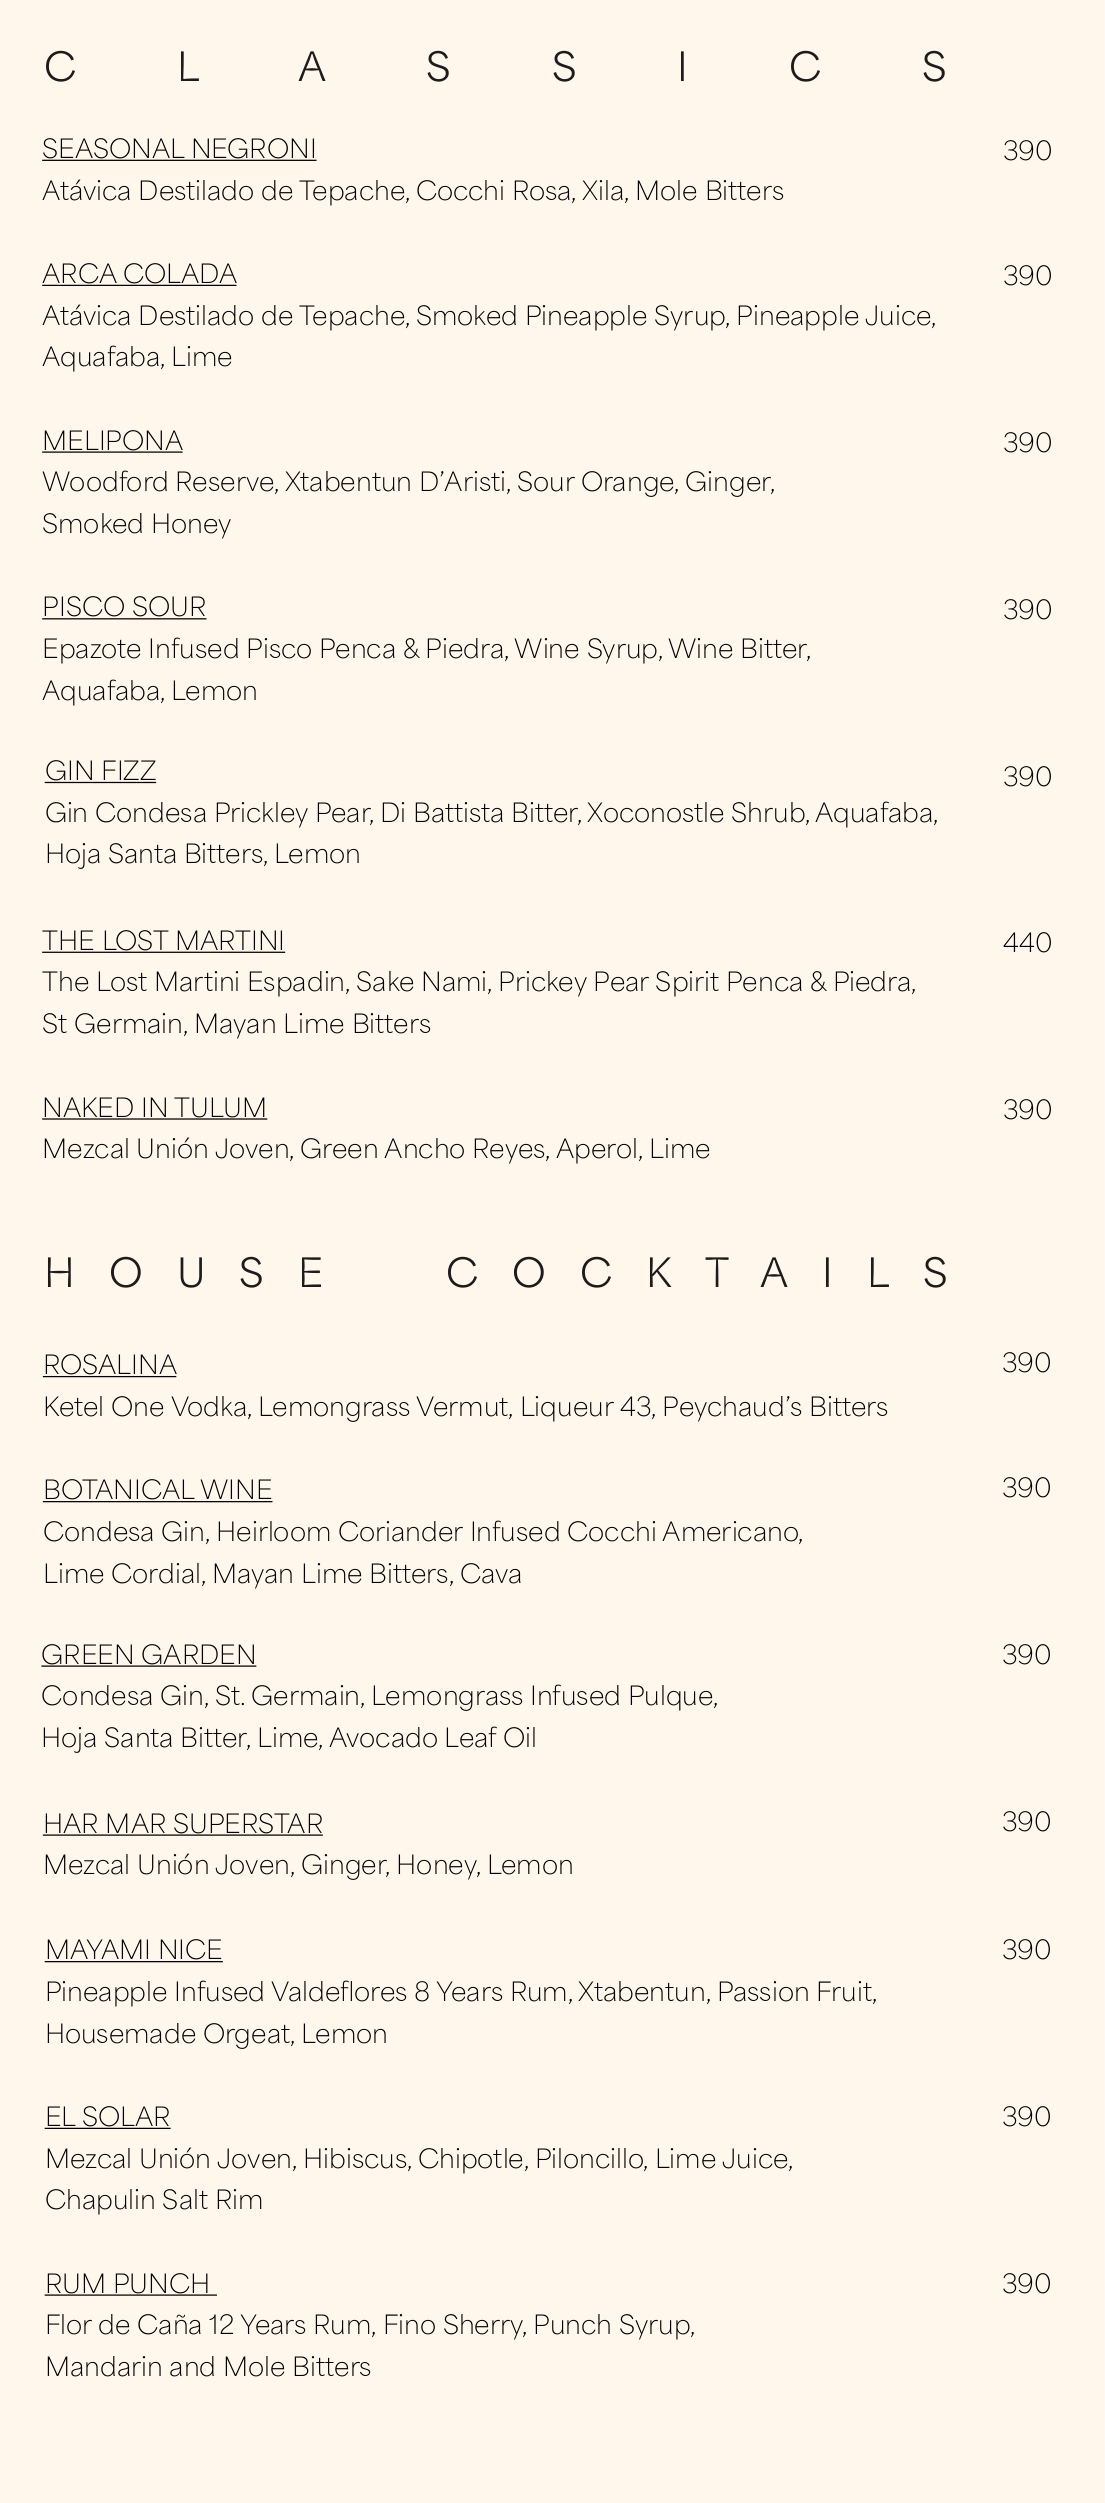 CLASSICS
SEASONAL NEGRONI 390
Atávica Destilado de Tepache, Cocchi Rosa, Xila, Mole Bitters
ARCA COLADA 390
Atávica Destilado de Tepache, Smoked Pineapple Syrup, Pineapple Juice,
Aquafaba, Lime
MELIPONA 390
Woodford Reserve, Xtabentun D’Aristi, Sour Orange, Ginger,
Smoked Honey
PISCO SOUR 390
Epazote Infused Pisco Penca & Piedra, Wine Syrup, Wine Bitter,
Aquafaba, Lemon
GIN FIZZ 390
Gin Condesa Prickley Pear, Di Battista Bitter, Xoconostle Shrub, Aquafaba,
Hoja Santa Bitters, Lemon
THE LOST MARTINI 440
The Lost Martini Espadin, Sake Nami, Prickey Pear Spirit Penca & Piedra,
St Germain, Mayan Lime Bitters
NAKED IN TULUM 390
Mezcal Unión Joven, Green Ancho Reyes, Aperol, Lime
HOUSE COCKTAILS
ROSALINA 390
Ketel One Vodka, Lemongrass Vermut, Liqueur 43, Peychaud’s Bitters
BOTANICAL WINE 390
Condesa Gin, Heirloom Coriander Infused Cocchi Americano,
Lime Cordial, Mayan Lime Bitters, Cava
GREEN GARDEN 390
Condesa Gin, St. Germain, Lemongrass Infused Pulque,
Hoja Santa Bitter, Lime, Avocado Leaf Oil
HAR MAR SUPERSTAR 390
Mezcal Unión Joven, Ginger, Honey, Lemon
MAYAMI NICE 390
Pineapple Infused Valdeflores 8 Years Rum, Xtabentun, Passion Fruit,
Housemade Orgeat, Lemon
EL SOLAR 390
Mezcal Unión Joven, Hibiscus, Chipotle, Piloncillo, Lime Juice,
Chapulin Salt Rim
RUM PUNCH 390
Flor de Caña 12 Years Rum, Fino Sherry, Punch Syrup,
Mandarin and Mole Bitters